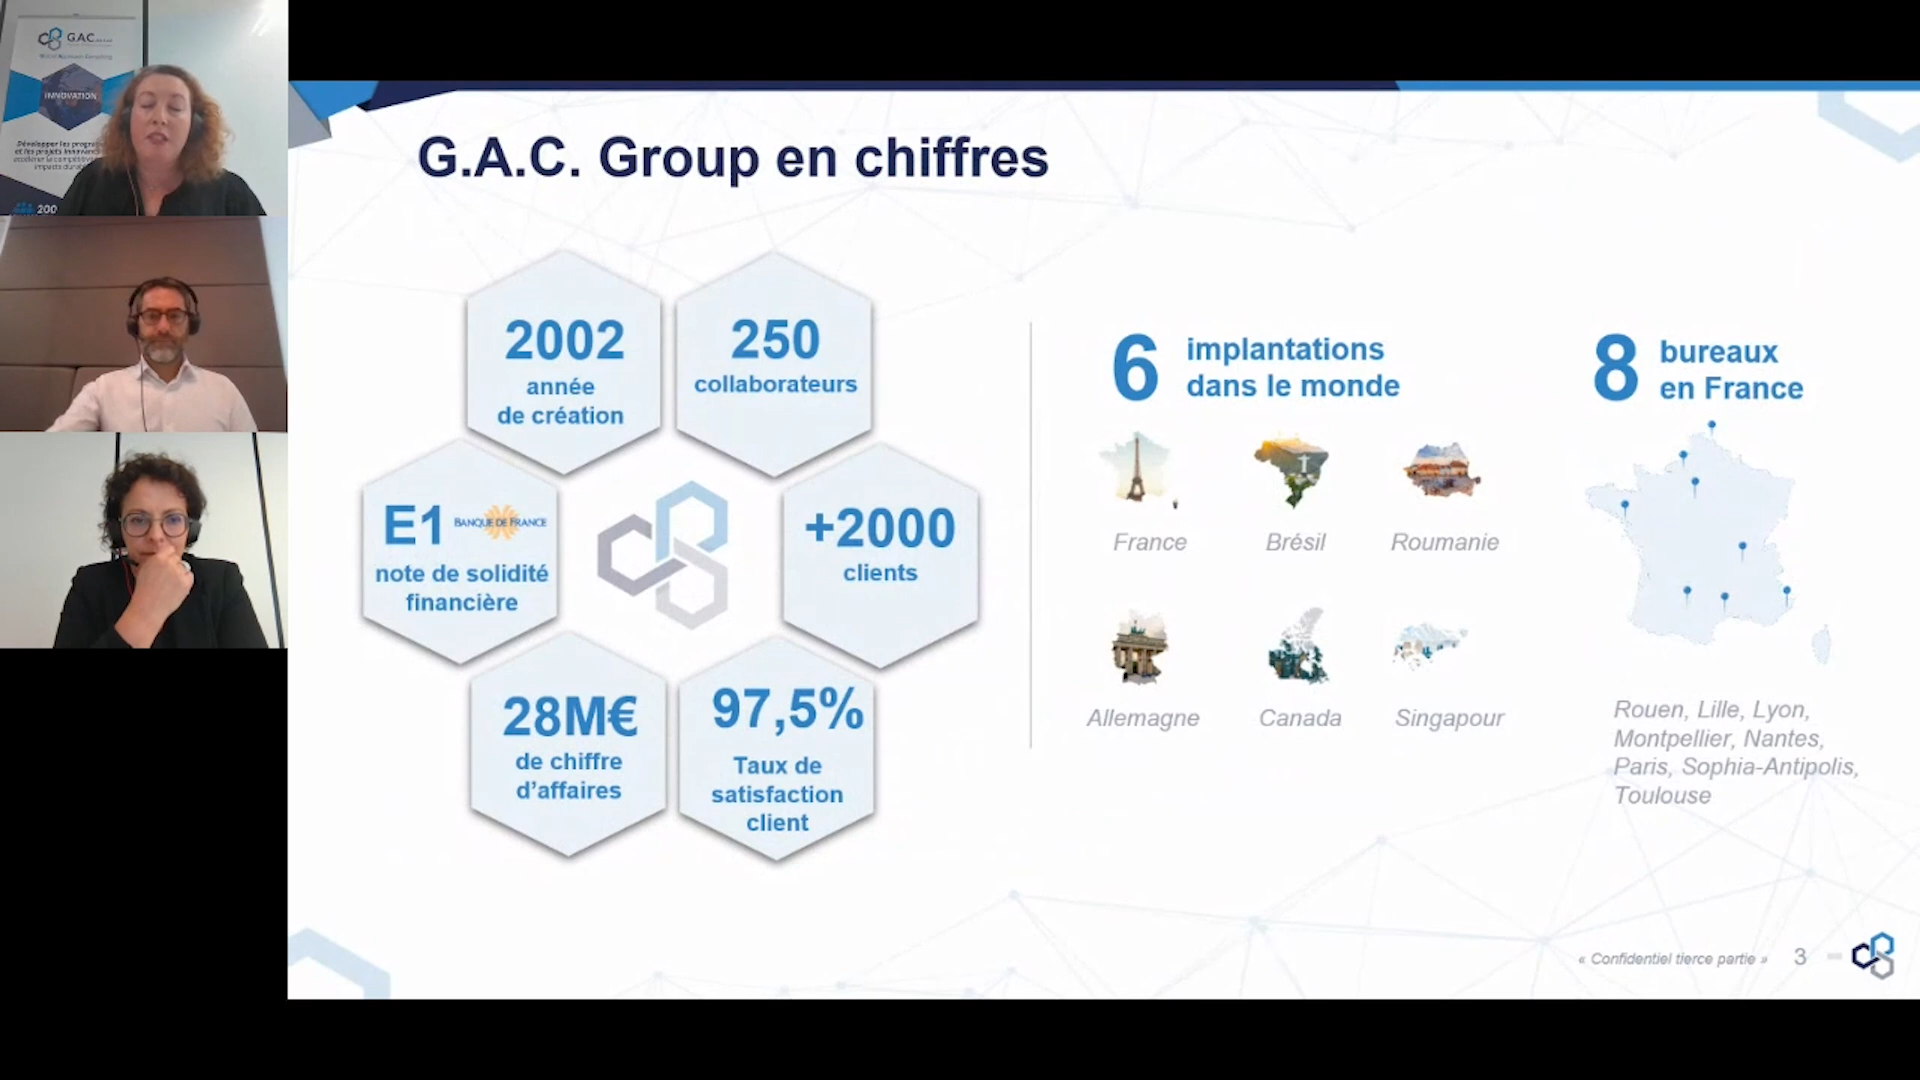 G.A.C.
INNOVATION
200
G.A.C. Group en chiffres
2002
année
de création
250
collaborateurs
E1
BANQUE DE FRANCE
note de solidité
financière
+2000
clients
28M€
de chiffre
d’affaires
97,5%
Taux de
satisfaction
client
6
implantations
dans le monde
France
Brésil
Roumanie
Allemagne
Canada
Singapour
8
bureaux
en France
Rouen, Lille, Lyon,
Montpellier, Nantes,
Paris, Sophia-Antipolis,
Toulouse
« Confidentiel tierce partie »
3